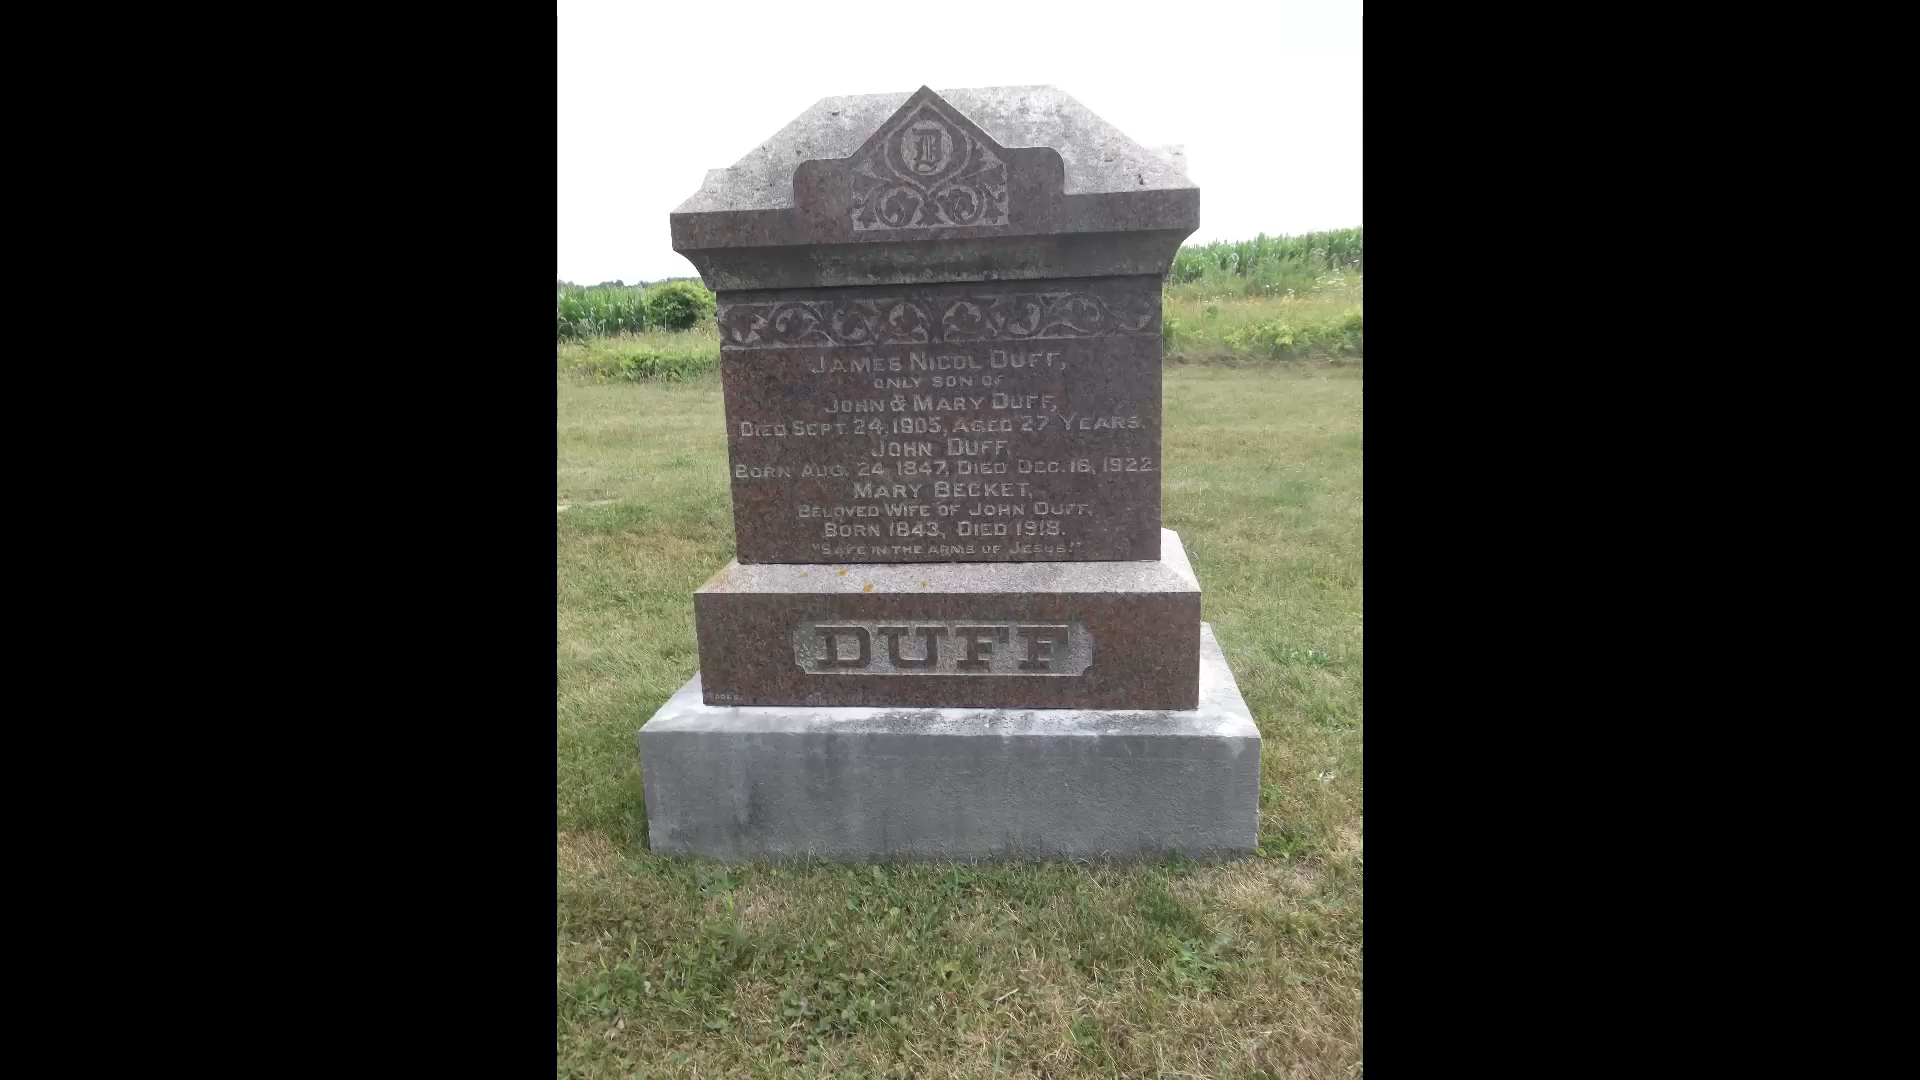 D
JAMES NICOL DUFF,
ONLY SON OF
JOHN & MARY DUFF,
DIED SEPT. 24, 1905, AGED 27 YEARS.
JOHN DUFF,
BORN AUG. 24, 1847, DIED DEC. 16, 1922
MARY BECKET,
BELOVED WIFE OF JOHN DUFF,
BORN 1843, DIED 1918.
"SAFE IN THE ARMS OF JESUS!"
DUFF